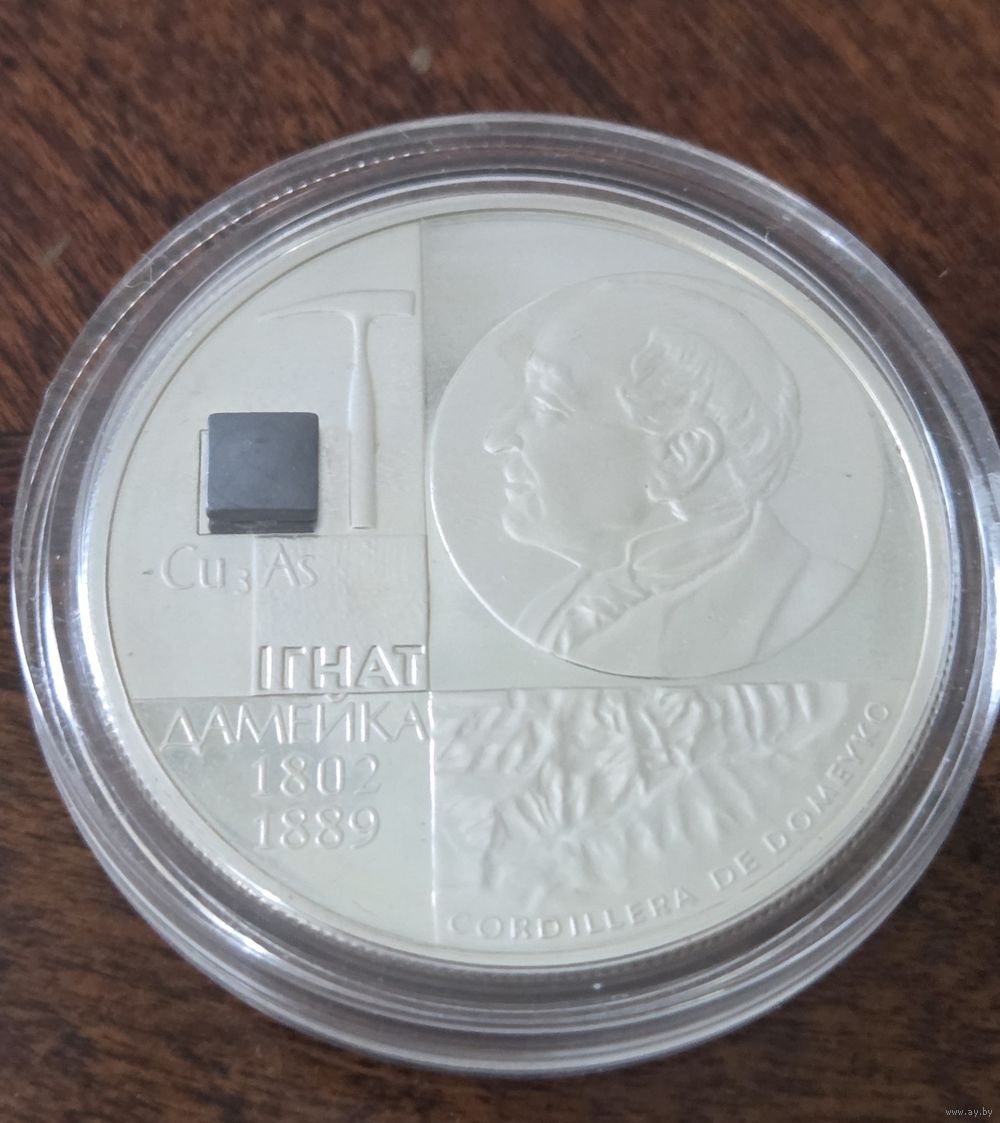 Cu₃As
ІГНАТ
ДАМЕЙКА
1802
1889
CORDILLERA DE DOMEYKO
www.ay.by